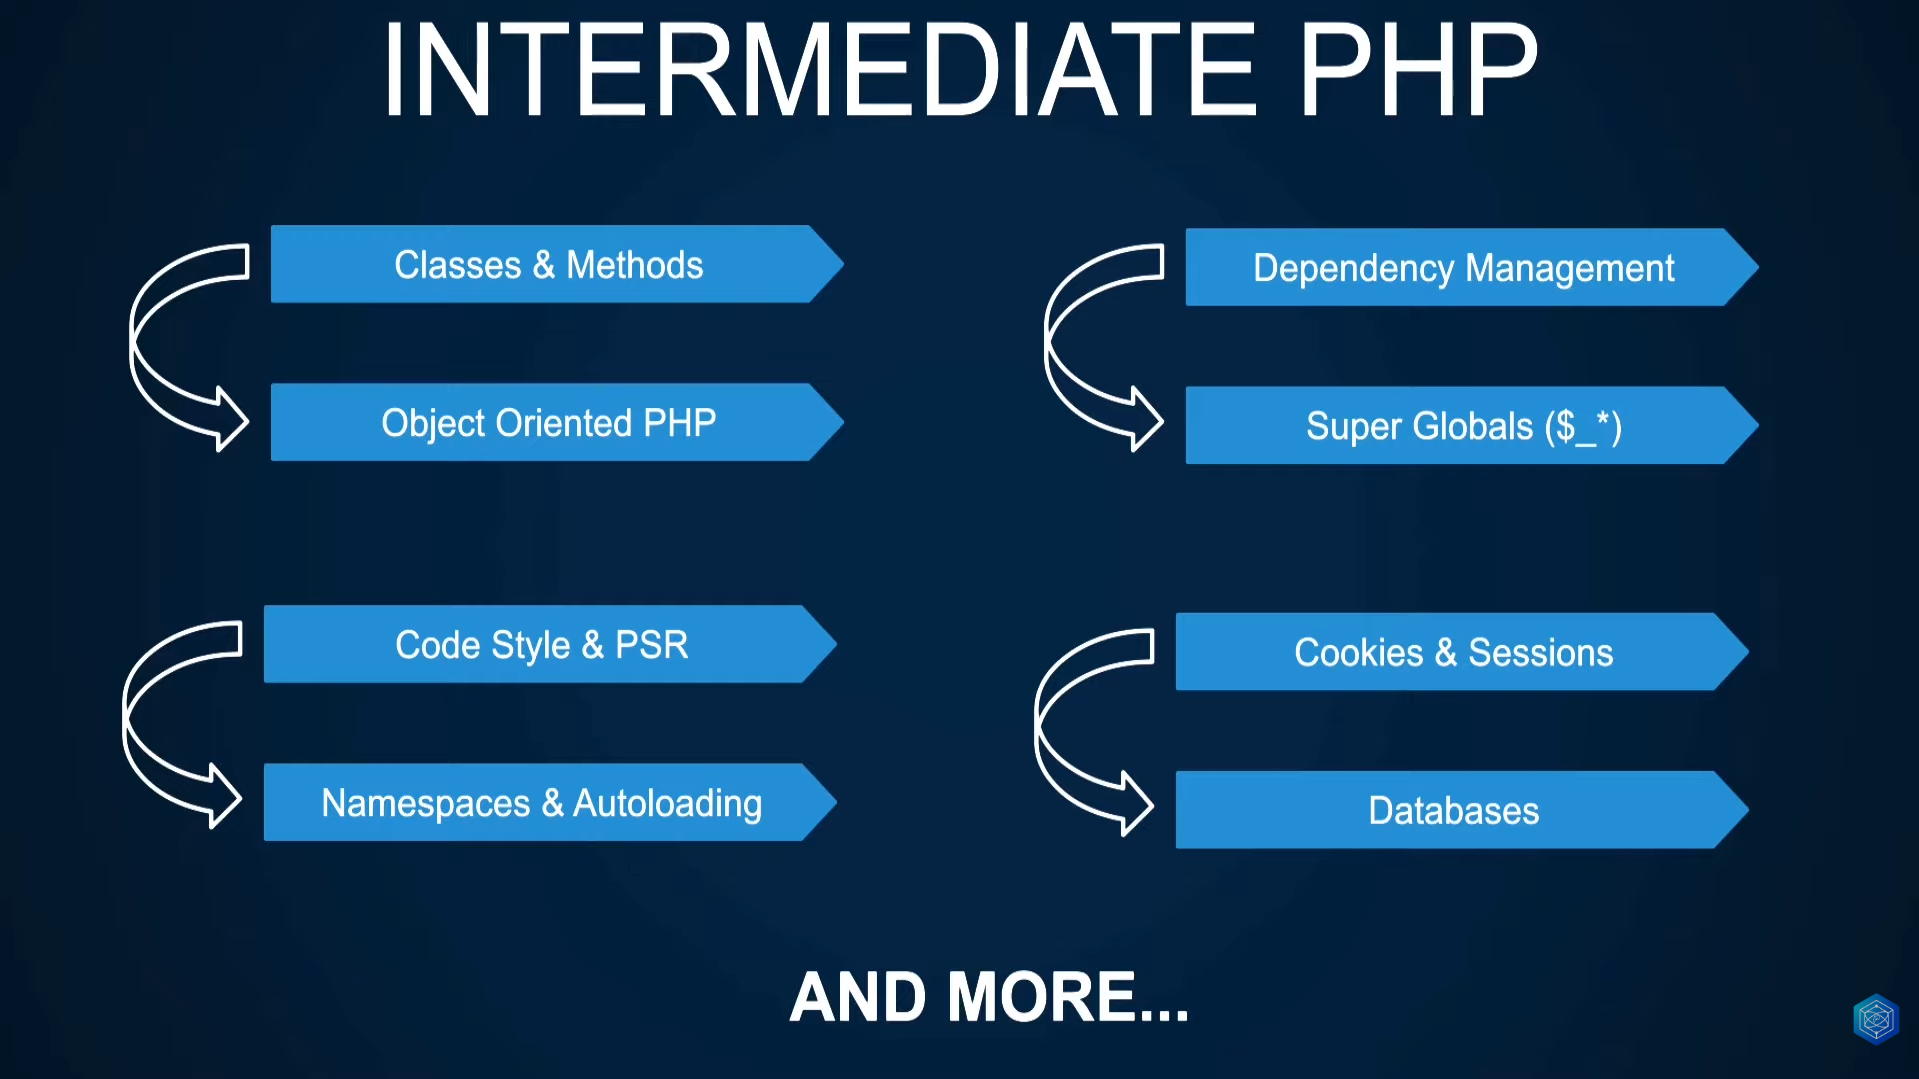 INTERMEDIATE PHP
Classes & Methods
Object Oriented PHP
Code Style & PSR
Namespaces & Autoloading
Dependency Management
Super Globals ($_*)
Cookies & Sessions
Databases
AND MORE...